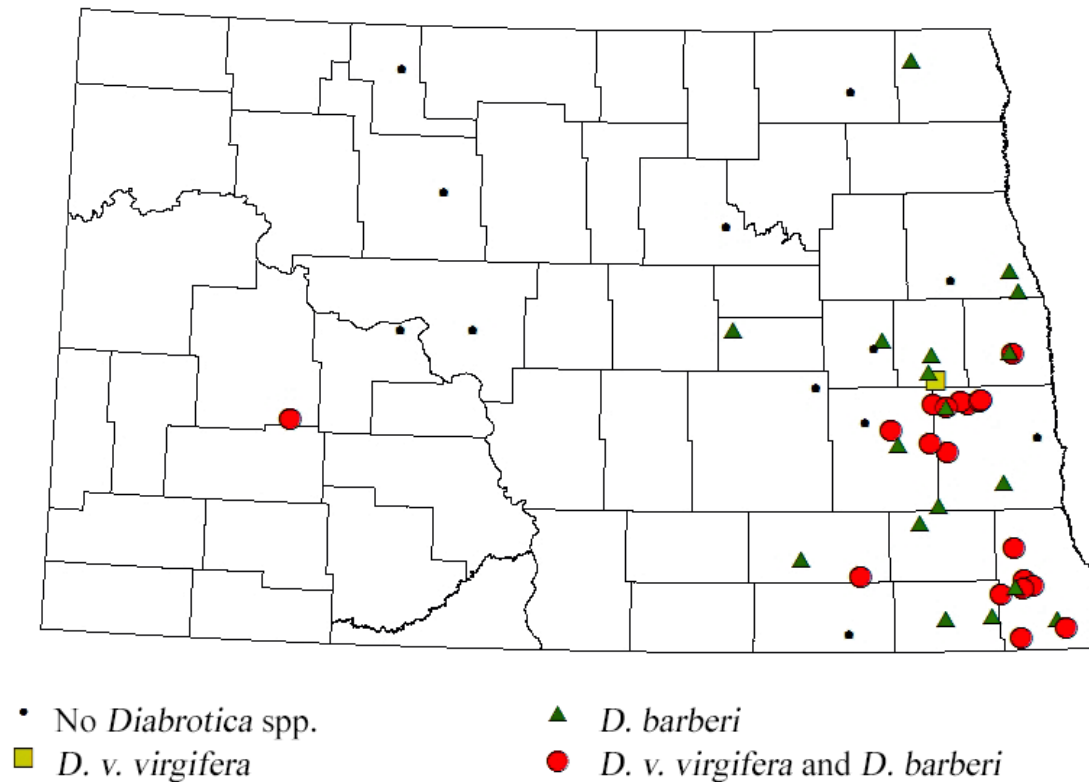 No Diabrotica spp.
D. barberi
D. v. virgifera
D. v. virgifera and D. barberi